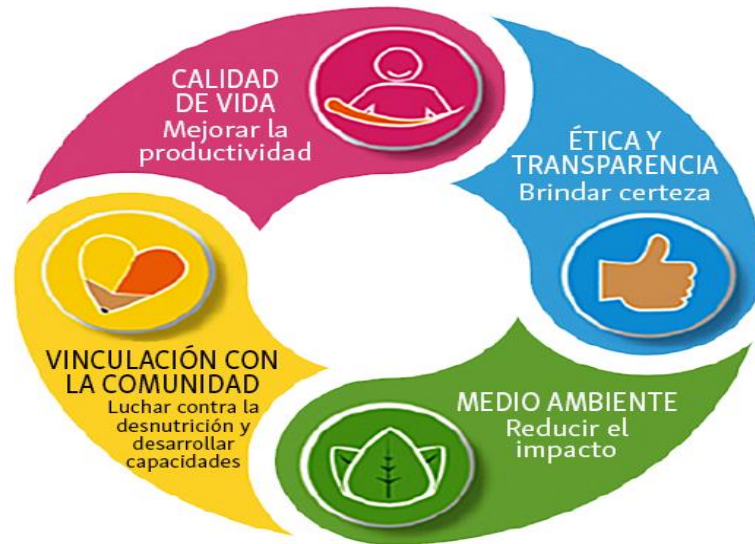 CALIDAD
DE VIDA
Mejorar la
productividad
ÉTICA Y
TRANSPARENCIA
Brindar certeza
VINCULACIÓN CON
LA COMUNIDAD
Luchar contra la
desnutrición y
desarrollar
capacidades
MEDIO AMBIENTE
Reducir el
impacto